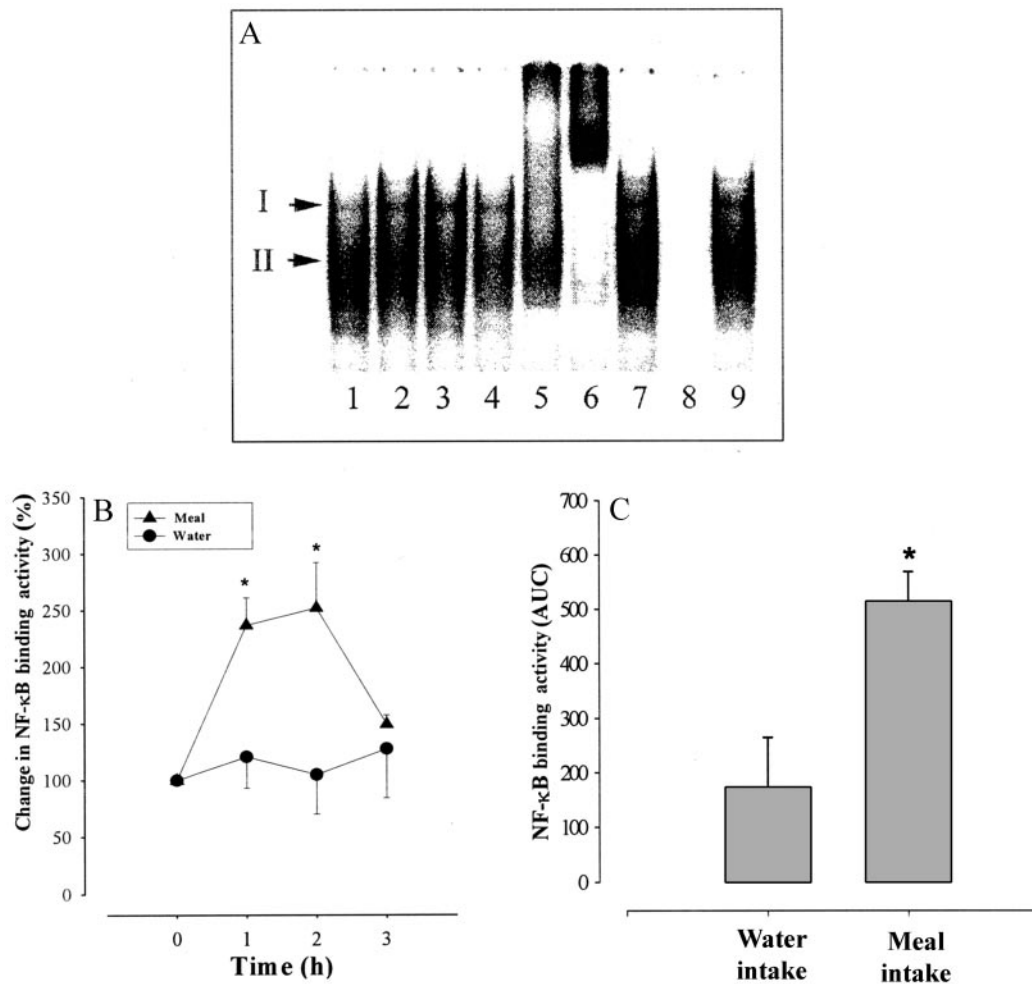 A
I
II
1 2 3 4 5 6 7 8 9
B
Change in NF-κB binding activity (%)
350
300
250
200
150
100
50
0
Meal
Water
*
*
0 1 2 3
Time (h)
C
NF-κB binding activity (AUC)
700
600
500
400
300
200
100
0
*
Water
intake
Meal
intake